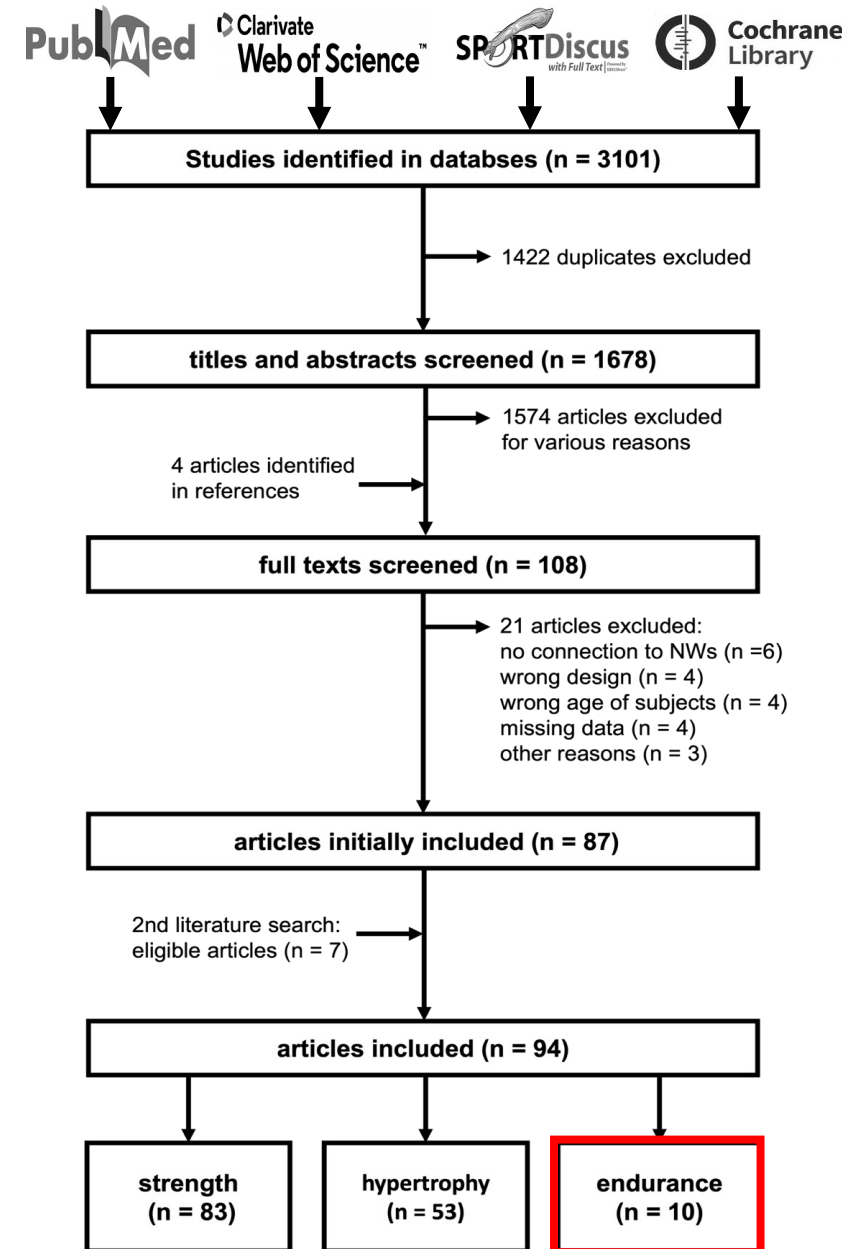 PubMed
Clarivate
Web of Science™
SPORTDiscus
with Full Text
Cochrane
Library
Studies identified in databses (n = 3101)
1422 duplicates excluded
titles and abstracts screened (n = 1678)
1574 articles excluded
for various reasons
4 articles identified
in references
full texts screened (n = 108)
21 articles excluded:
no connection to NWs (n =6)
wrong design (n = 4)
wrong age of subjects (n = 4)
missing data (n = 4)
other reasons (n = 3)
articles initially included (n = 87)
2nd literature search:
eligible articles (n = 7)
articles included (n = 94)
strength
(n = 83)
hypertrophy
(n = 53)
endurance
(n = 10)